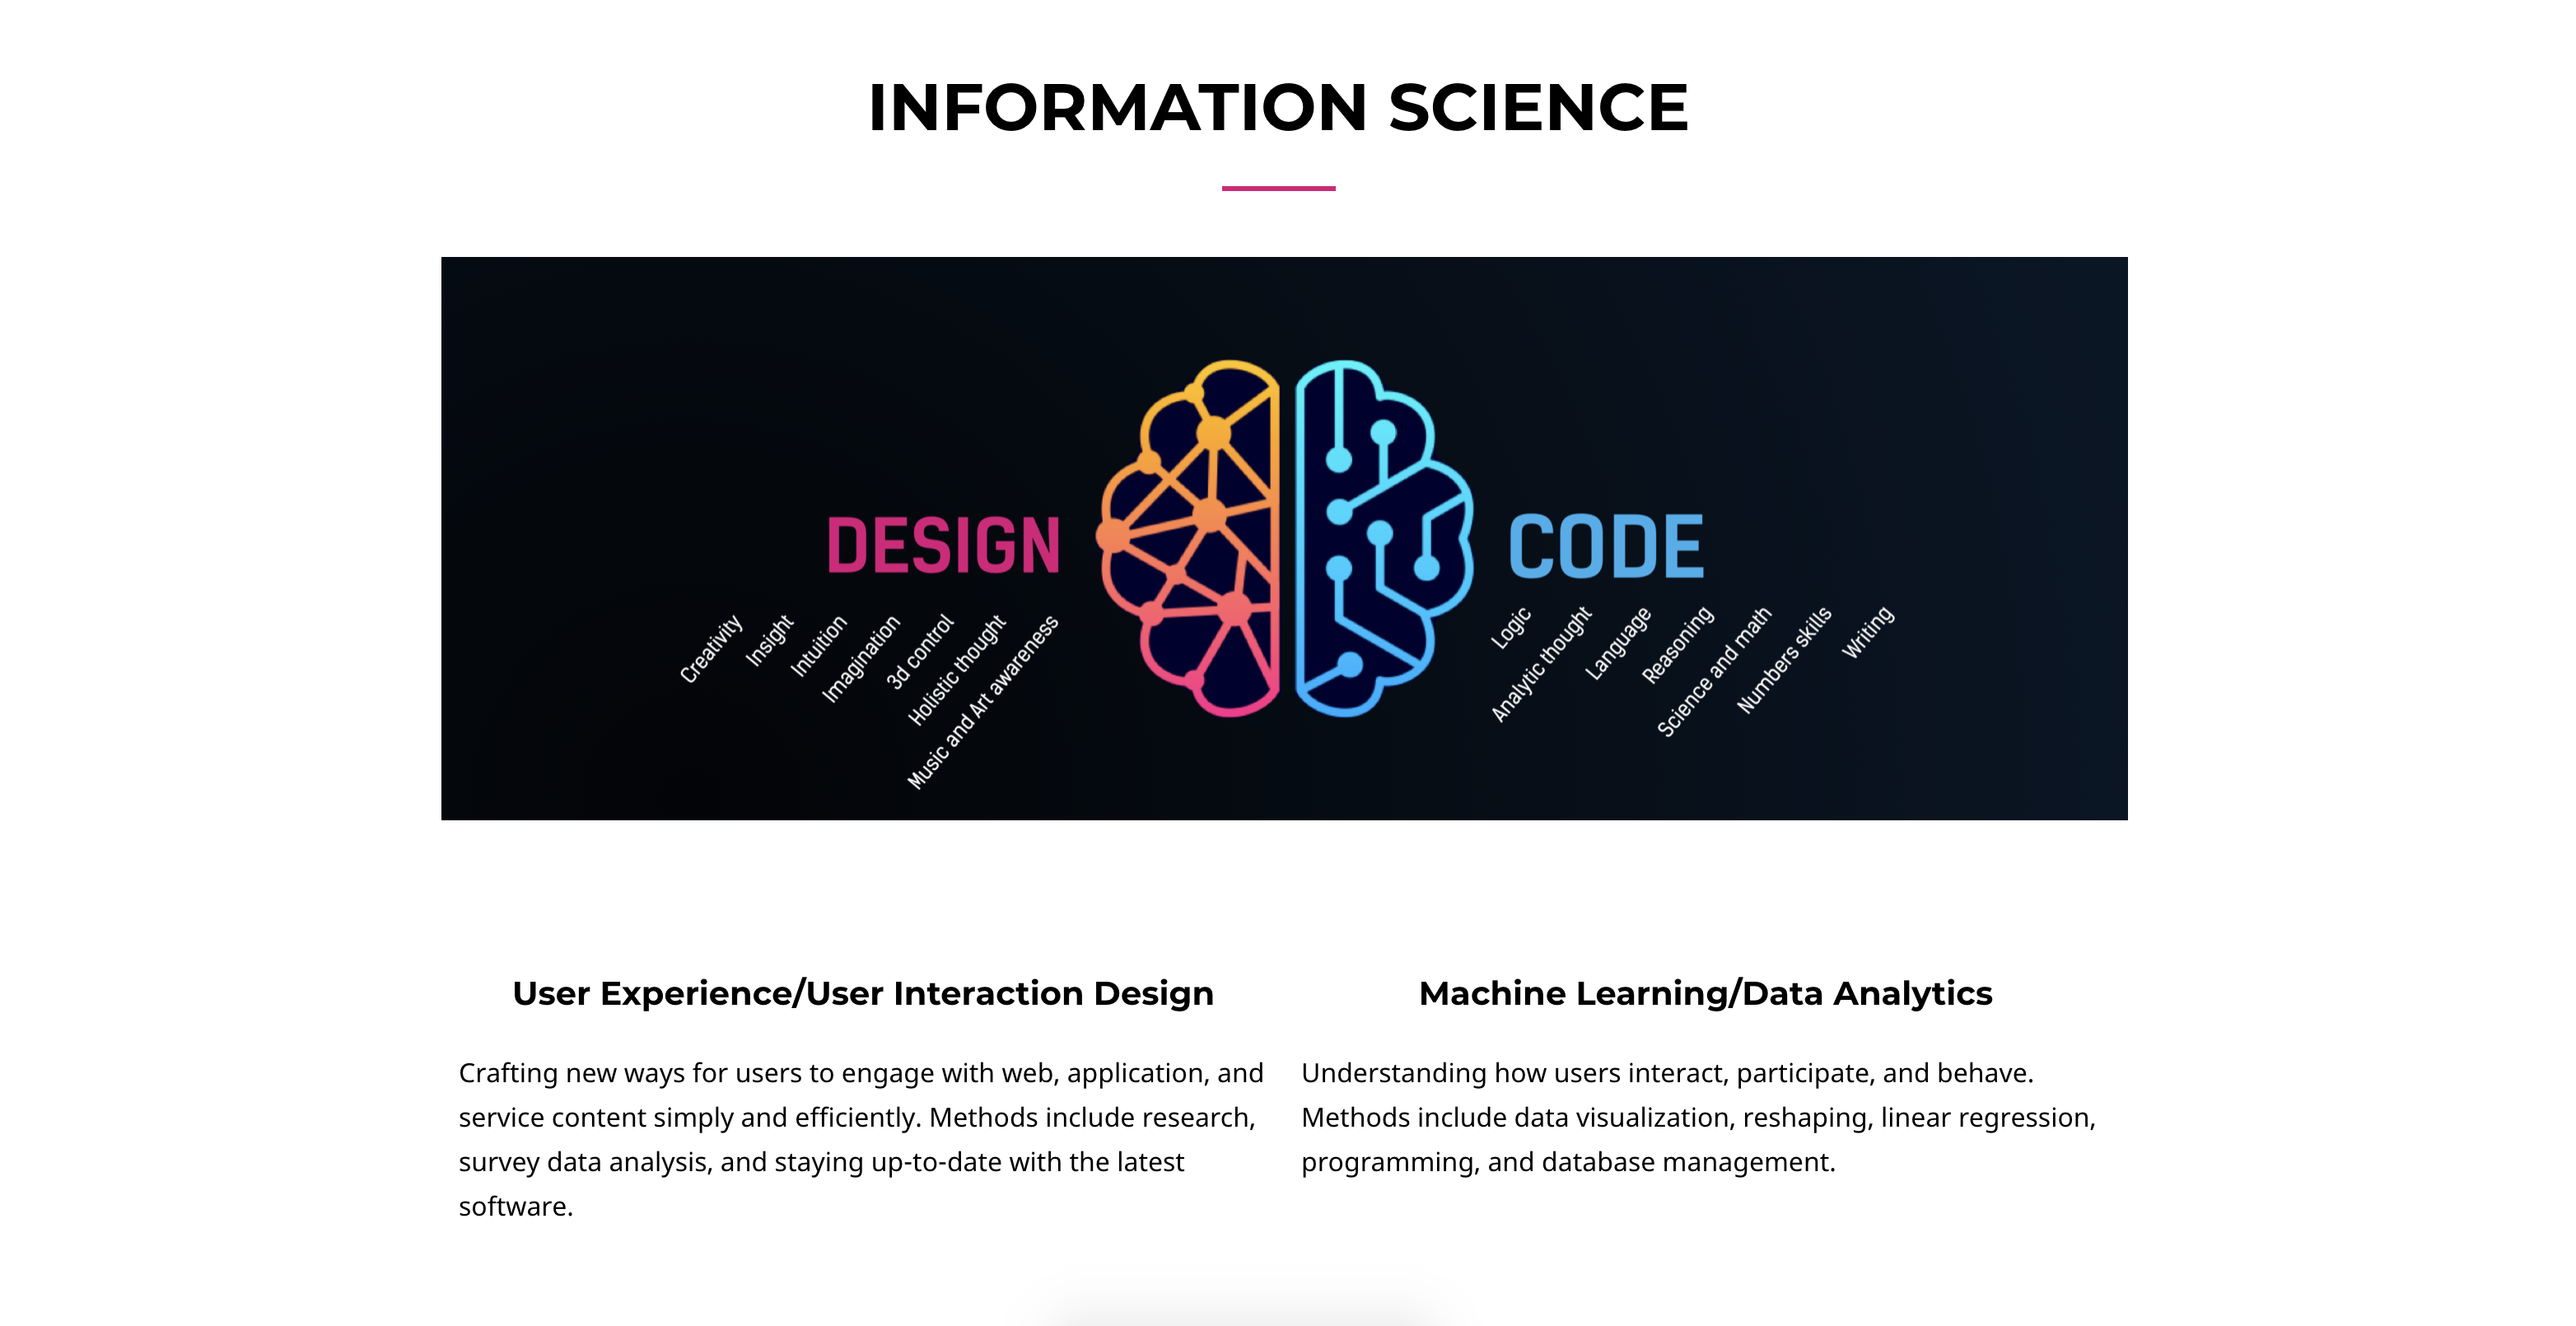 INFORMATION SCIENCE
DESIGN
Creativity
Insight
Intuition
Imagination
3d control
Holistic thought
Music and Art awareness
CODE
Logic
Analytic thought
Language
Reasoning
Science and math
Numbers skills
Writing
User Experience/User Interaction Design
Crafting new ways for users to engage with web, application, and
service content simply and efficiently. Methods include research,
survey data analysis, and staying up-to-date with the latest
software.
Machine Learning/Data Analytics
Understanding how users interact, participate, and behave.
Methods include data visualization, reshaping, linear regression,
programming, and database management.